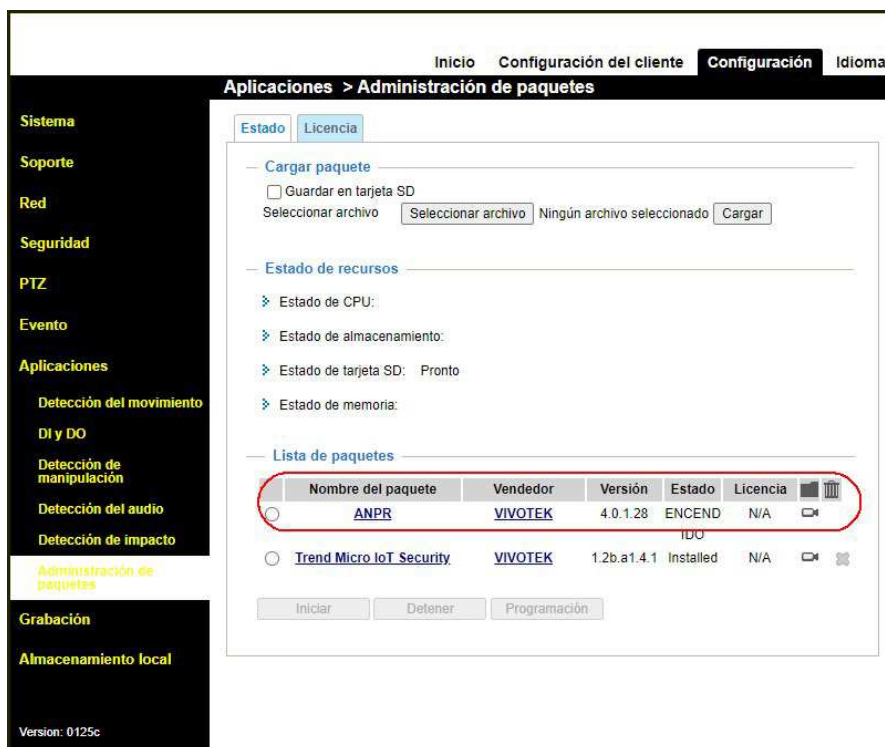 Inicio Configuración del cliente Configuración Idioma
Aplicaciones > Administración de paquetes
Sistema
Soporte
Red
Seguridad
PTZ
Evento
Aplicaciones
Detección del movimiento
DI y DO
Detección de
manipulación
Detección del audio
Detección de impacto
Administración de
paquetes
Grabación
Almacenamiento local
Version: 0125c
Estado Licencia
Cargar paquete
Guardar en tarjeta SD
Seleccionar archivo Seleccionar archivo Ningún archivo seleccionado Cargar
Estado de recursos
Estado de CPU:
Estado de almacenamiento:
Estado de tarjeta SD: Pronto
Estado de memoria:
Lista de paquetes
Nombre del paquete Vendedor Versión Estado Licencia
ANPR VIVOTEK 4.0.1.28 ENCEND N/A
IDO
Trend Micro IoT Security VIVOTEK 1.2b.a1.4.1 Installed N/A
Iniciar Detener Programación